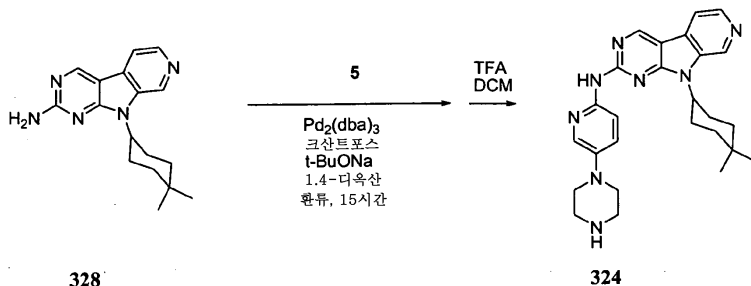 5
Pd₂(dba)₃
크산트포스
t-BuONa
1.4-디옥산
환류, 15시간
TFA
DCM
N
N
N
H₂N
N
N
328
N
N
HN
N
N
N
N
N
H
324